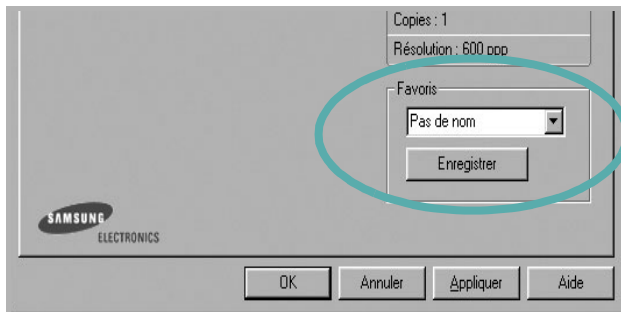 Copies : 1
Résolution : 600 ppp
Favoris
Pas de nom
Enregistrer
SAMSUNG
ELECTRONICS
OK Annuler Appliquer Aide